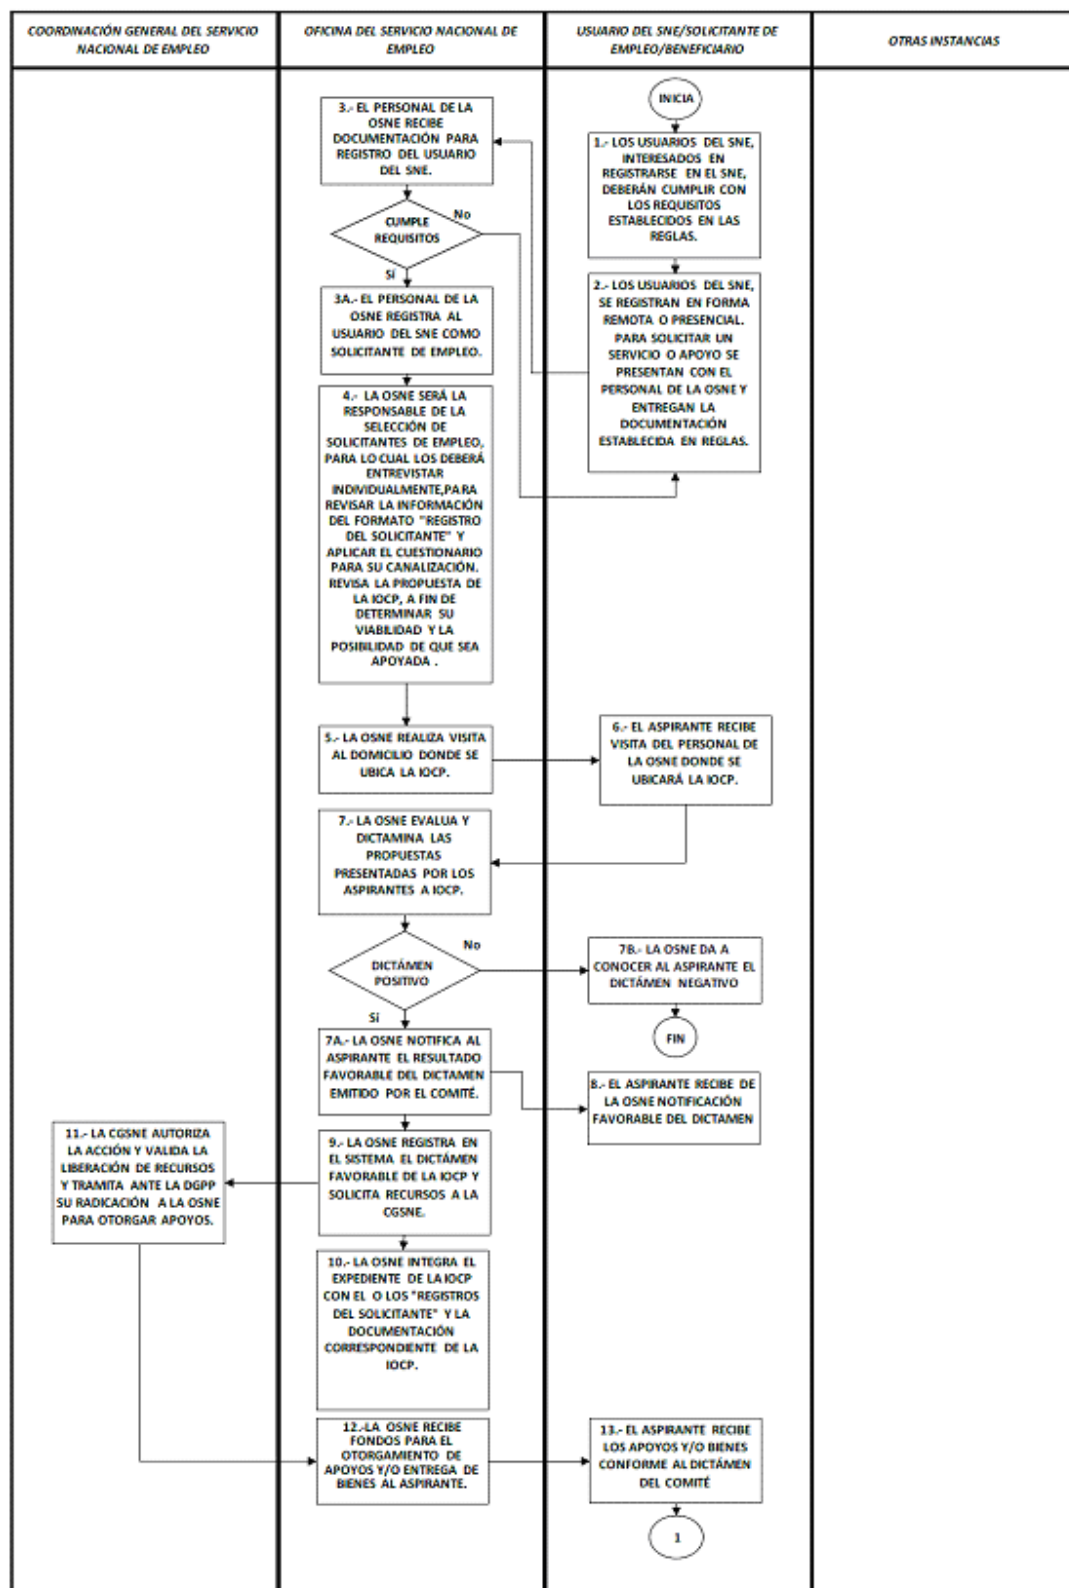 COORDINACIÓN GENERAL DEL SERVICIO
NACIONAL DE EMPLEO
OFICINA DEL SERVICIO NACIONAL DE
EMPLEO
USUARIO DEL SNE/SOLICITANTE DE
EMPLEO/BENEFICIARIO
OTRAS INSTANCIAS
INICIA
1.- LOS USUARIOS DEL SNE,
INTERESADOS EN
REGISTRARSE EN EL SNE,
DEBERÁN CUMPLIR CON
LOS REQUISITOS
ESTABLECIDOS EN LAS
REGLAS.
2.- LOS USUARIOS DEL SNE,
SE REGISTRAN EN FORMA
REMOTA O PRESENCIAL.
PARA SOLICITAR UN
SERVICIO O APOYO SE
PRESENTAN CON EL
PERSONAL DE LA OSNE Y
ENTREGAN LA
DOCUMENTACIÓN
ESTABLECIDA EN REGLAS.
3.- EL PERSONAL DE LA
OSNE RECIBE
DOCUMENTACIÓN PARA
REGISTRO DEL USUARIO
DEL SNE.
CUMPLE
REQUISITOS
No
Sí
3A.- EL PERSONAL DE LA
OSNE REGISTRA AL
USUARIO DEL SNE COMO
SOLICITANTE DE EMPLEO.
4.- LA OSNE SERÁ LA
RESPONSABLE DE LA
SELECCIÓN DE
SOLICITANTES DE EMPLEO,
PARA LO CUAL LOS DEBERÁ
ENTREVISTAR
INDIVIDUALMENTE,PARA
REVISAR LA INFORMACIÓN
DEL FORMATO "REGISTRO
DEL SOLICITANTE" Y
APLICAR EL CUESTIONARIO
PARA SU CANALIZACIÓN.
REVISA LA PROPUESTA DE
LA IOCP, A FIN DE
DETERMINAR SU
VIABILIDAD Y LA
POSIBILIDAD DE QUE SEA
APOYADA .
5.- LA OSNE REALIZA VISITA
AL DOMICILIO DONDE SE
UBICA LA IOCP.
6.- EL ASPIRANTE RECIBE
VISITA DEL PERSONAL DE
LA OSNE DONDE SE
UBICARÁ LA IOCP.
7.- LA OSNE EVALUA Y
DICTAMINA LAS
PROPUESTAS
PRESENTADAS POR LOS
ASPIRANTES A IOCP.
DICTÁMEN
POSITIVO
No
Sí
7B.- LA OSNE DA A
CONOCER AL ASPIRANTE EL
DICTÁMEN NEGATIVO
FIN
7A.- LA OSNE NOTIFICA AL
ASPIRANTE EL RESULTADO
FAVORABLE DEL DICTAMEN
EMITIDO POR EL COMITÉ.
8.- EL ASPIRANTE RECIBE DE
LA OSNE NOTIFICACIÓN
FAVORABLE DEL DICTAMEN
9.- LA OSNE REGISTRA EN
EL SISTEMA EL DICTÁMEN
FAVORABLE DE LA IOCP Y
SOLICITA RECURSOS A LA
CGSNE.
11.- LA CGSNE AUTORIZA
LA ACCIÓN Y VALIDA LA
LIBERACIÓN DE RECURSOS
Y TRAMITA ANTE LA DGPP
SU RADICACIÓN A LA OSNE
PARA OTORGAR APOYOS.
10.- LA OSNE INTEGRA EL
EXPEDIENTE DE LA IOCP
CON EL O LOS "REGISTROS
DEL SOLICITANTE" Y LA
DOCUMENTACIÓN
CORRESPONDIENTE DE LA
IOCP.
12.-LA OSNE RECIBE
FONDOS PARA EL
OTORGAMIENTO DE
APOYOS Y/O ENTREGA DE
BIENES AL ASPIRANTE.
13.- EL ASPIRANTE RECIBE
LOS APOYOS Y/O BIENES
CONFORME AL DICTÁMEN
DEL COMITÉ
1